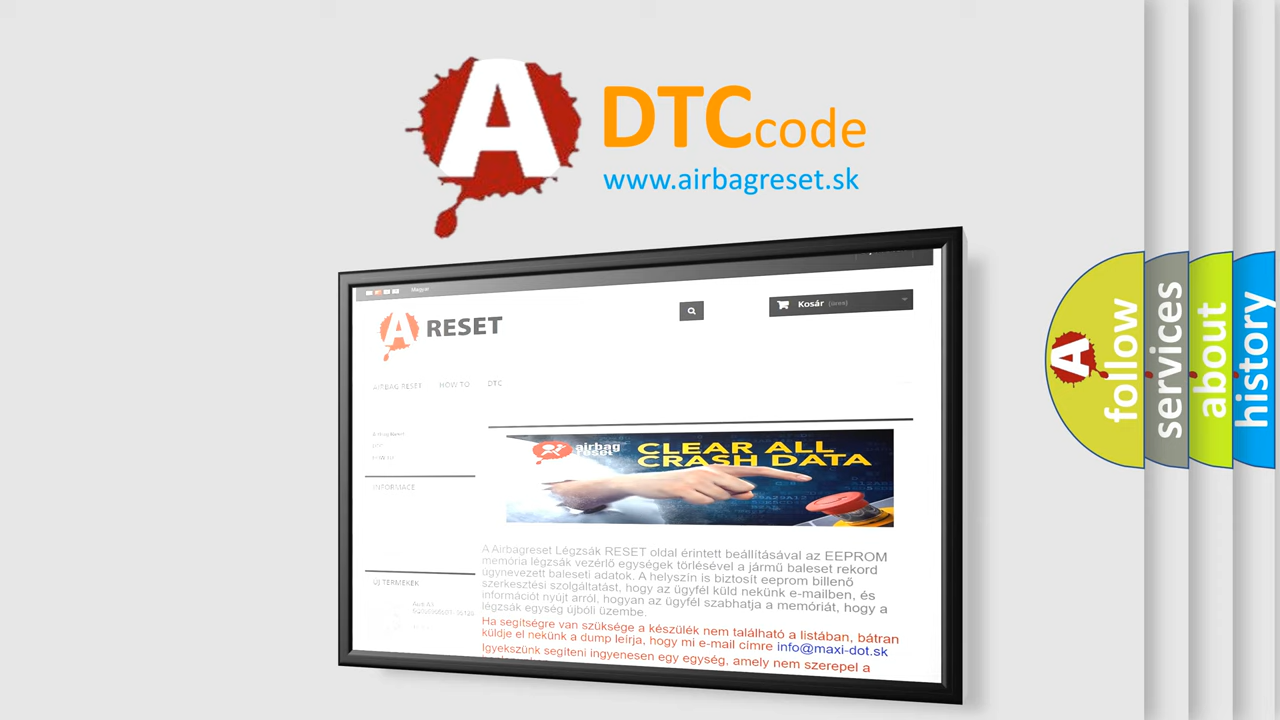 A
DTC code
www.airbagreset.sk
Magyar
A RESET
Kosár (üres)
AIRBAG RESET HOW TO DTC
INFORMACE
airbag
reset
CLEAR ALL
CRASH DATA
A Airbagreset Légzsák RESET oldal érintett beállításával az EEPROM
memória légzsák vezérlő egységek törlésével a jármű baleset rekord
úgynevezett baleseti adatok. A helyszín is biztosít eeprom billenő
szerkesztési szolgáltatást, hogy az ügyfél küld nekünk e-mailben, és
információt nyújt arról, hogyan az ügyfél szabhatja a memóriát, hogy a
légzsák egység újbóli üzembe.
Ha segítségre van szüksége a készülék nem található a listában, bátran
küldje el nekünk a dump leírja, hogy mi e-mail címre info@maxi-dot.sk
Igyekszünk segíteni ingyenesen egy egység, amely nem szerepel a
ÚJ TERMÉKEK
A
follow
services
about
history